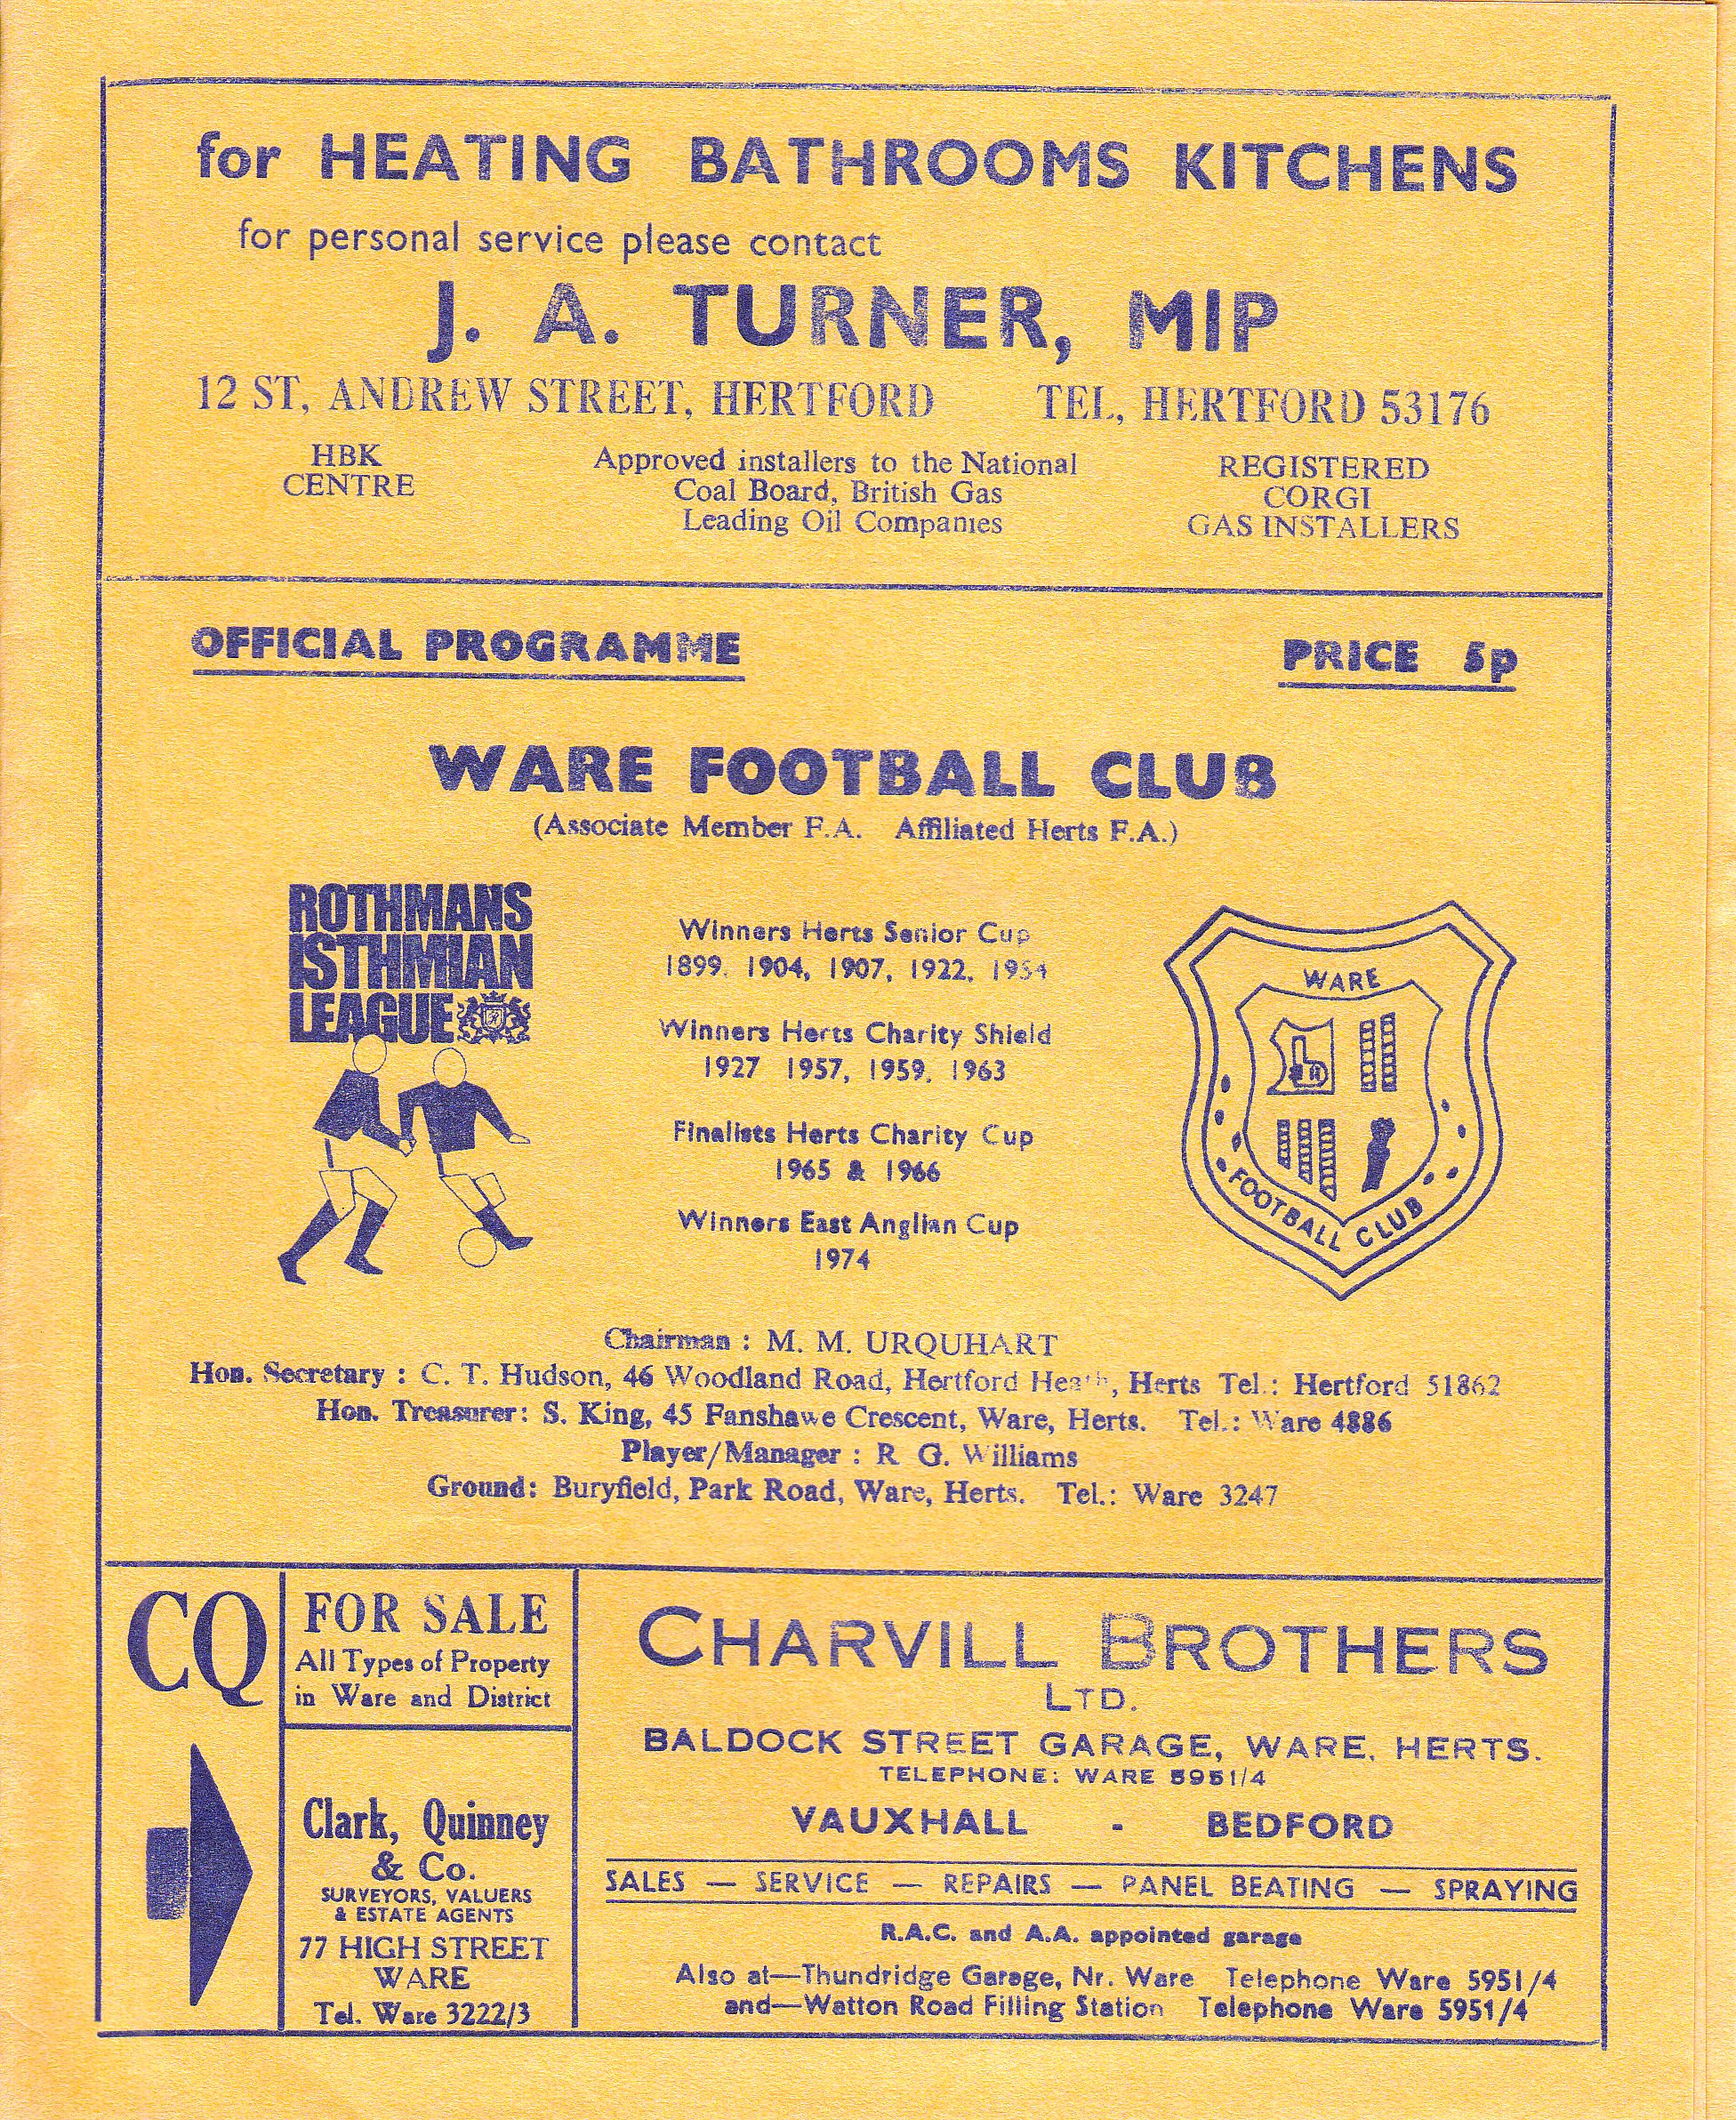 for HEATING BATHROOMS KITCHENS
for personal service please contact
J. A. TURNER, MIP
12 ST, ANDREW STREET, HERTFORD TEL, HERTFORD 53176
HBK
CENTRE
Approved installers to the National
Coal Board, British Gas
Leading Oil Companies
REGISTERED
CORGI
GAS INSTALLERS
OFFICIAL PROGRAMME PRICE 5p
WARE FOOTBALL CLUB
(Associate Member F.A. Affiliated Herts F.A.)
ROTHMANS
ISTHMIAN
LEAGUE
Winners Herts Senior Cup
1899. 1904, 1907, 1922, 1954
Winners Herts Charity Shield
1927 1957, 1959, 1963
Finalists Herts Charity Cup
1965 & 1966
Winners East Anglian Cup
1974
WARE
FOOTBALL CLUB
Chairman : M. M. URQUHART
Hon. Secretary : C. T. Hudson, 46 Woodland Road, Hertford Heath, Herts Tel.: Hertford 51862
Hon. Treasurer: S. King, 45 Fanshawe Crescent, Ware, Herts. Tel.: Ware 4886
Player/Manager : R G. Williams
Ground: Buryfield, Park Road, Ware, Herts. Tel.: Ware 3247
CQ
FOR SALE
All Types of Property
in Ware and District
Clark, Quinney
& Co.
SURVEYORS, VALUERS
& ESTATE AGENTS
77 HIGH STREET
WARE
Tel. Ware 3222/3
CHARVILL BROTHERS
LTD.
BALDOCK STREET GARAGE, WARE, HERTS.
TELEPHONE: WARE 5951/4
VAUXHALL - BEDFORD
SALES — SERVICE — REPAIRS — PANEL BEATING — SPRAYING
R.A.C. and A.A. appointed garage
Also at—Thundridge Garage, Nr. Ware Telephone Ware 5951/4
and—Watton Road Filling Station Telephone Ware 5951/4